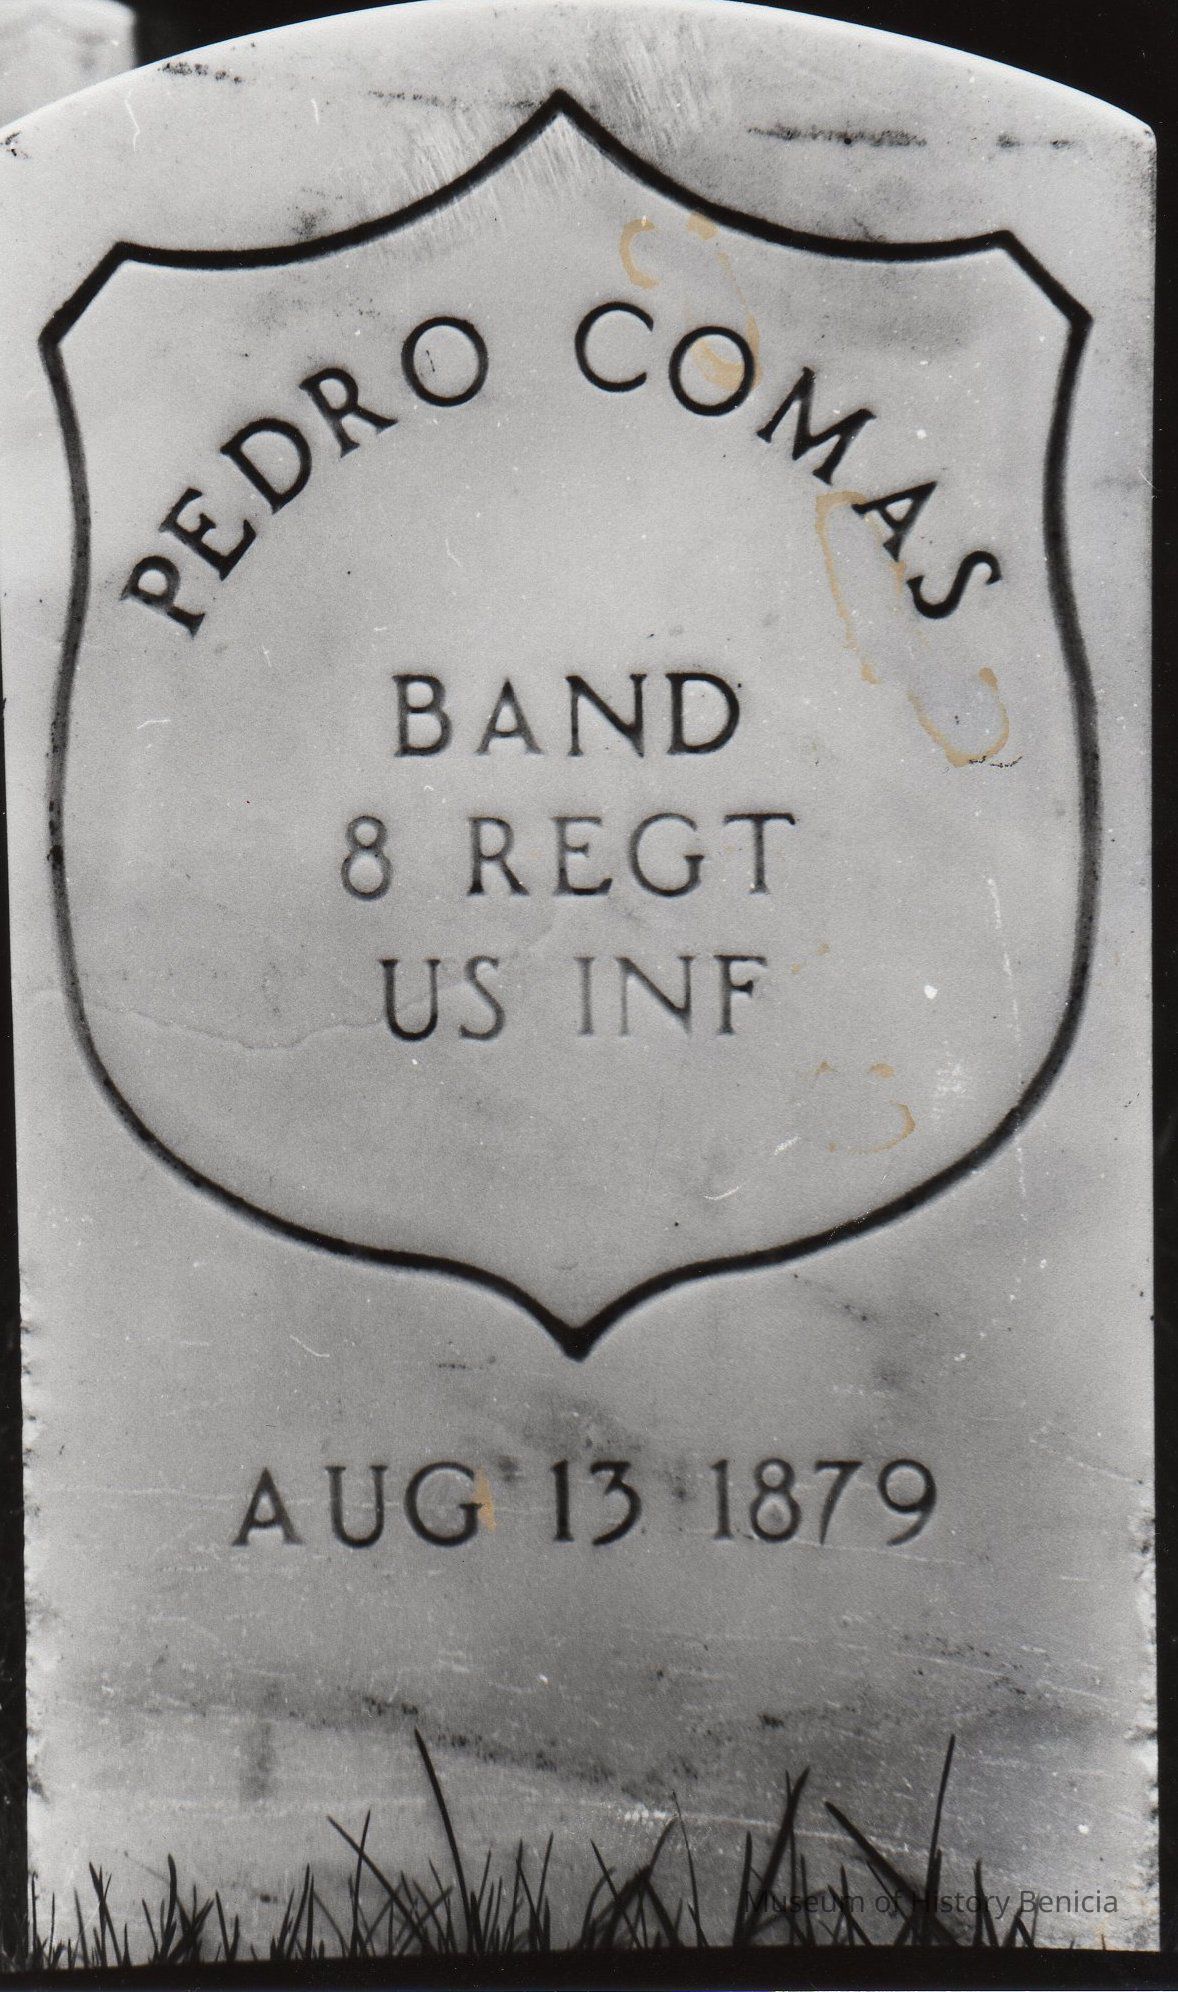 PEDRO COMAS
BAND
8 REGT
US INF
AUG 13 1879
Museum of History Benicia